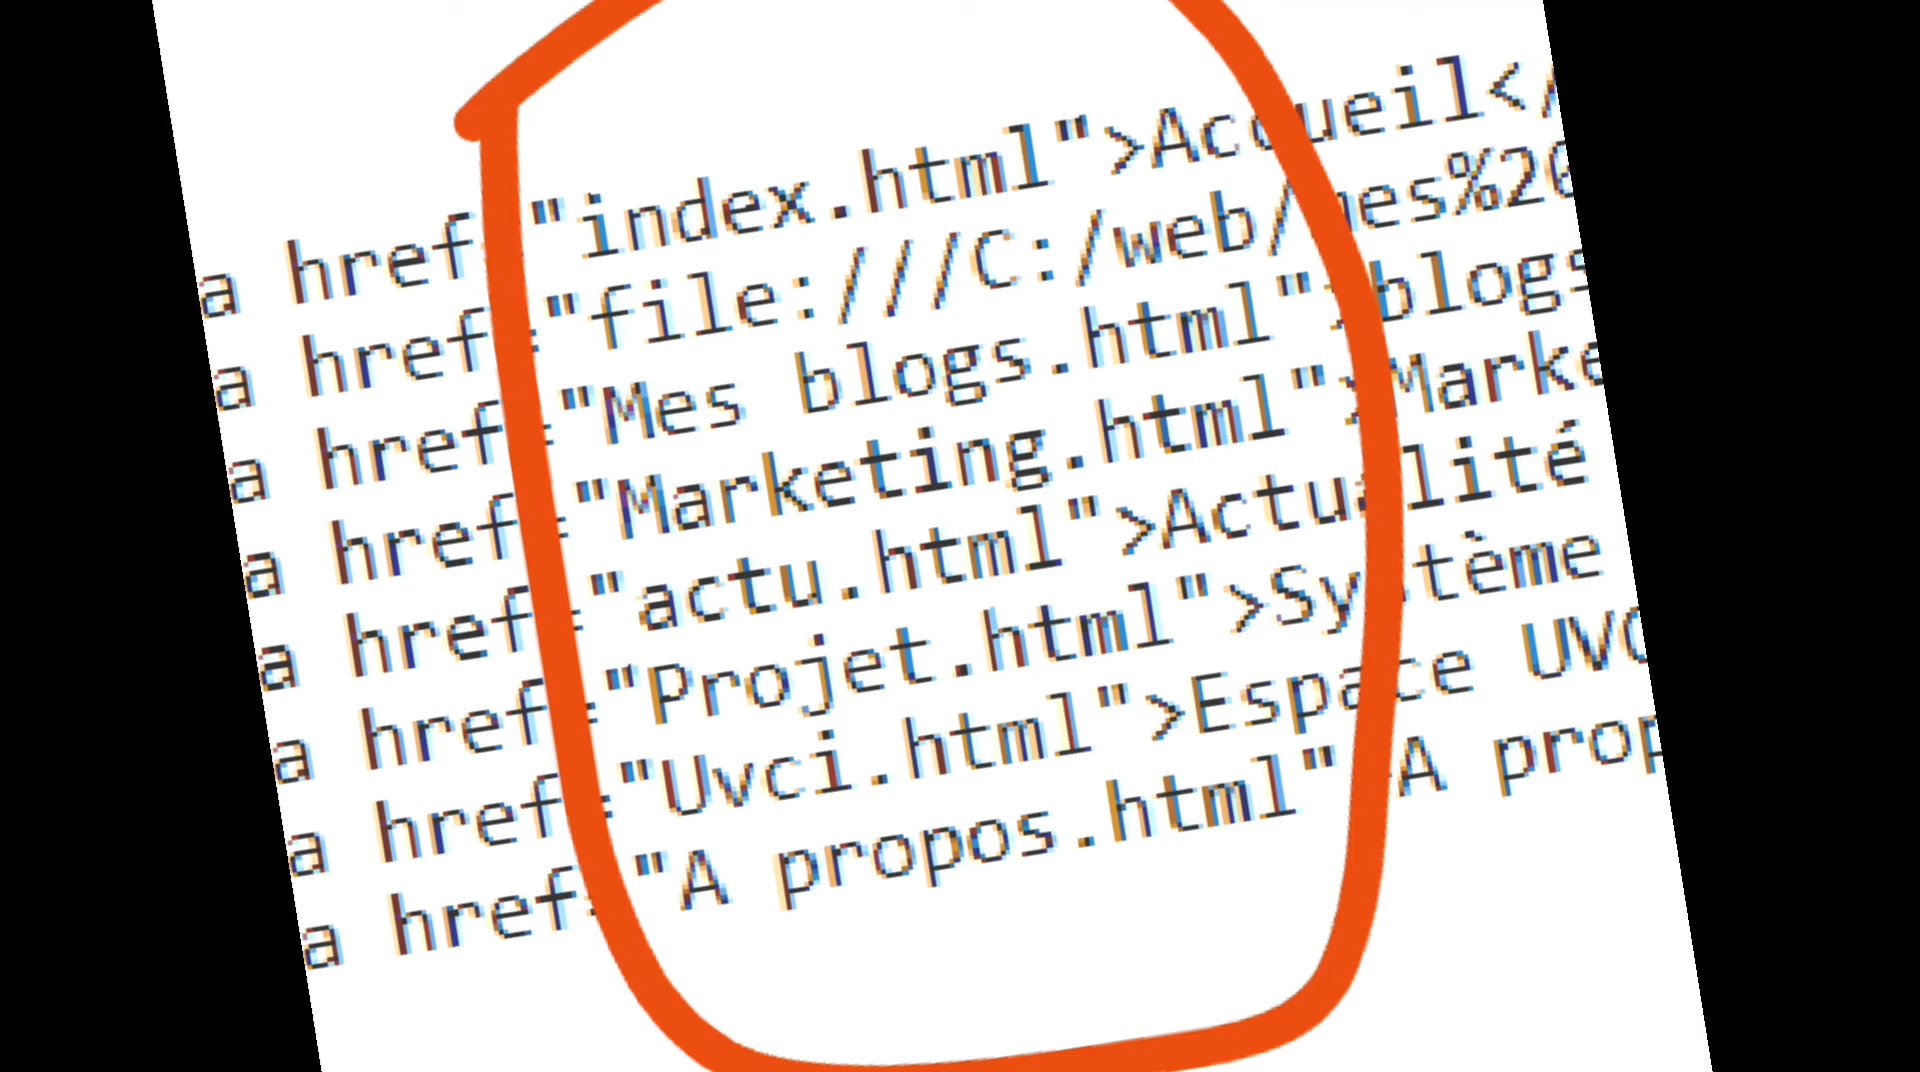 a href="index.html">Accueil</
a href="file:///C:/web/mes%20
a href="Mes blogs.html">blogs
a href="Marketing.html">Marke
a href="actu.html">Actualité
a href="Projet.html">Système
a href="Uvci.html">Espace UVC
a href="A propos.html">A prop